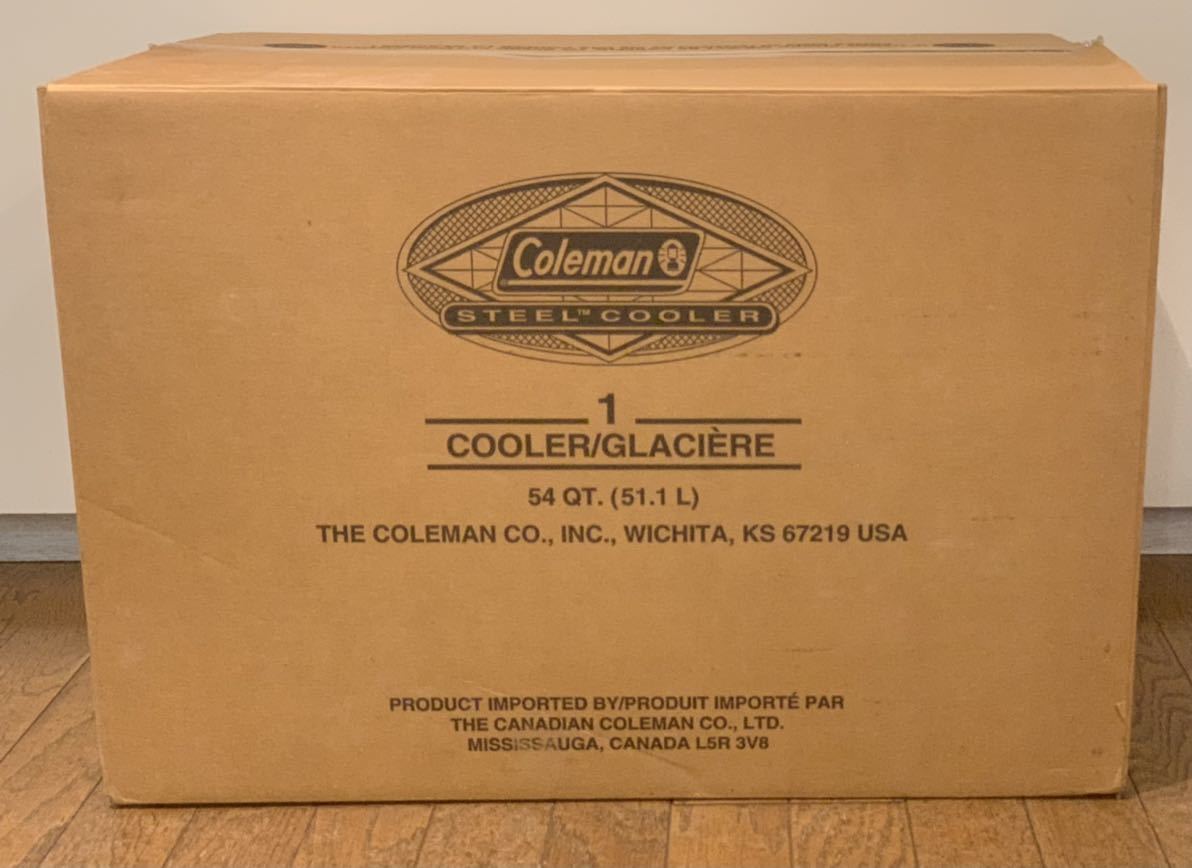 Coleman
STEEL™ COOLER
1
COOLER/GLACIÈRE
54 QT. (51.1 L)
THE COLEMAN CO., INC., WICHITA, KS 67219 USA
PRODUCT IMPORTED BY/PRODUIT IMPORTÉ PAR
THE CANADIAN COLEMAN CO., LTD.
MISSISSAUGA, CANADA L5R 3V8